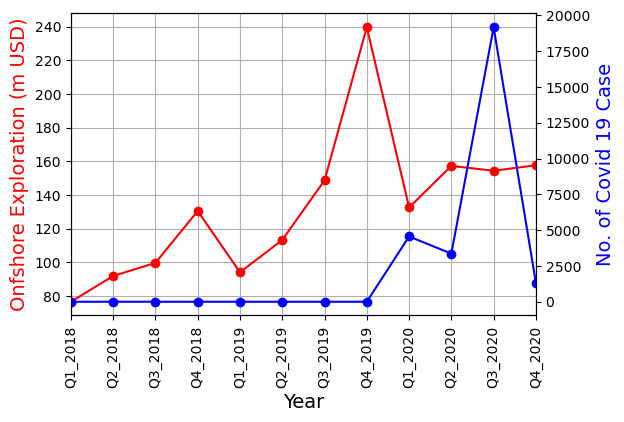 Onfshore Exploration (m USD)
240
220
200
180
160
140
120
100
80
20000
17500
15000
12500
10000
7500
5000
2500
0
No. of Covid 19 Case
Q1_2018
Q2_2018
Q3_2018
Q4_2018
Q1_2019
Q2_2019
Q3_2019
Q4_2019
Q1_2020
Q2_2020
Q3_2020
Q4_2020
Year